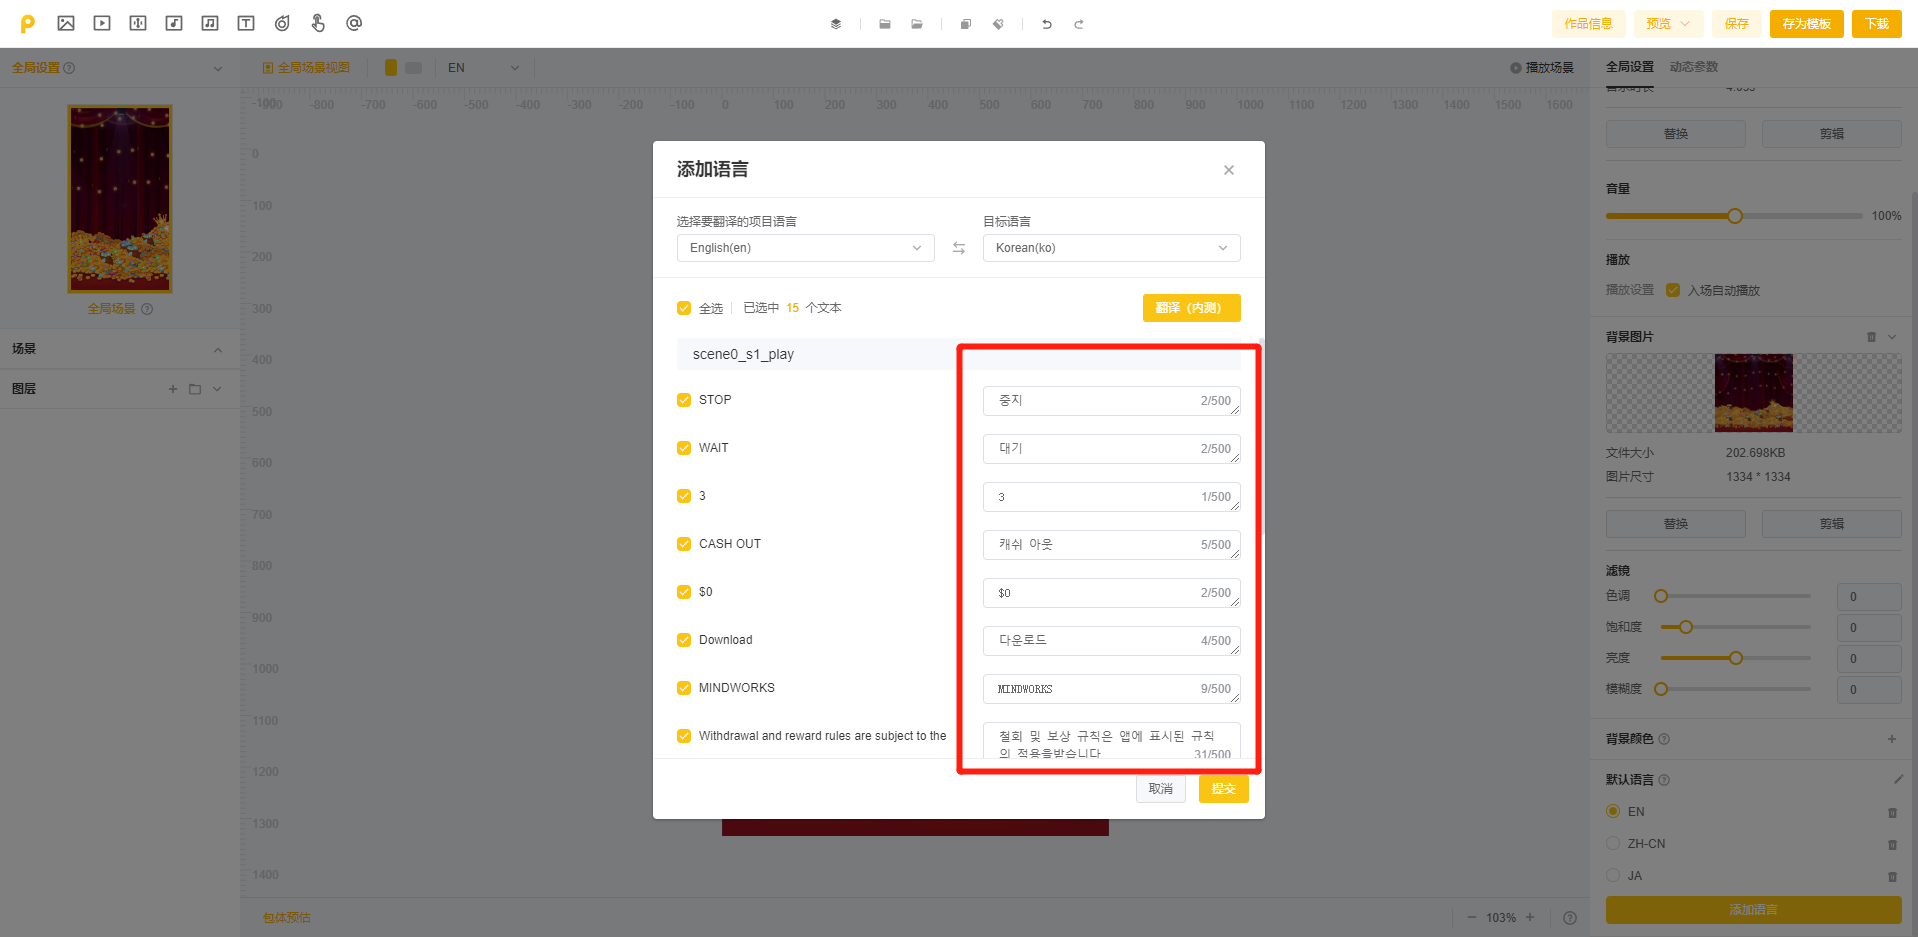 作品信息
预览
保存
存为模板
下载
全局设置
全局场景视图
EN
播放场景
全局设置
动态参数
-100
-900 -800 -700 -600 -500 -400 -300 -200 -100 0 100 200 300 400 500 600 700 800 900 1000 1100 1200 1300 1400 1500 1600
0
100
200
300
400
500
600
700
800
900
1000
1100
1200
1300
1400
全局场景
场景
图层
添加语言
选择要翻译的项目语言
目标语言
English(en)
Korean(ko)
全选
已选中 15 个文本
翻译（内测）
scene0_s1_play
STOP
중지
2/500
WAIT
대기
2/500
3
3
1/500
CASH OUT
캐쉬 아웃
5/500
$0
$0
2/500
Download
다운로드
4/500
MINDWORKS
MINDWORKS
9/500
Withdrawal and reward rules are subject to the
철회 및 보상 규칙은 앱에 표시된 규칙
의 적용을받습니다
31/500
取消
提交
替换
剪辑
音量
100%
播放
播放设置
入场自动播放
背景图片
文件大小
202.698KB
图片尺寸
1334 * 1334
替换
剪辑
滤镜
色调
0
饱和度
0
亮度
0
模糊度
0
背景颜色
默认语言
EN
ZH-CN
JA
添加语言
包体预估
103%